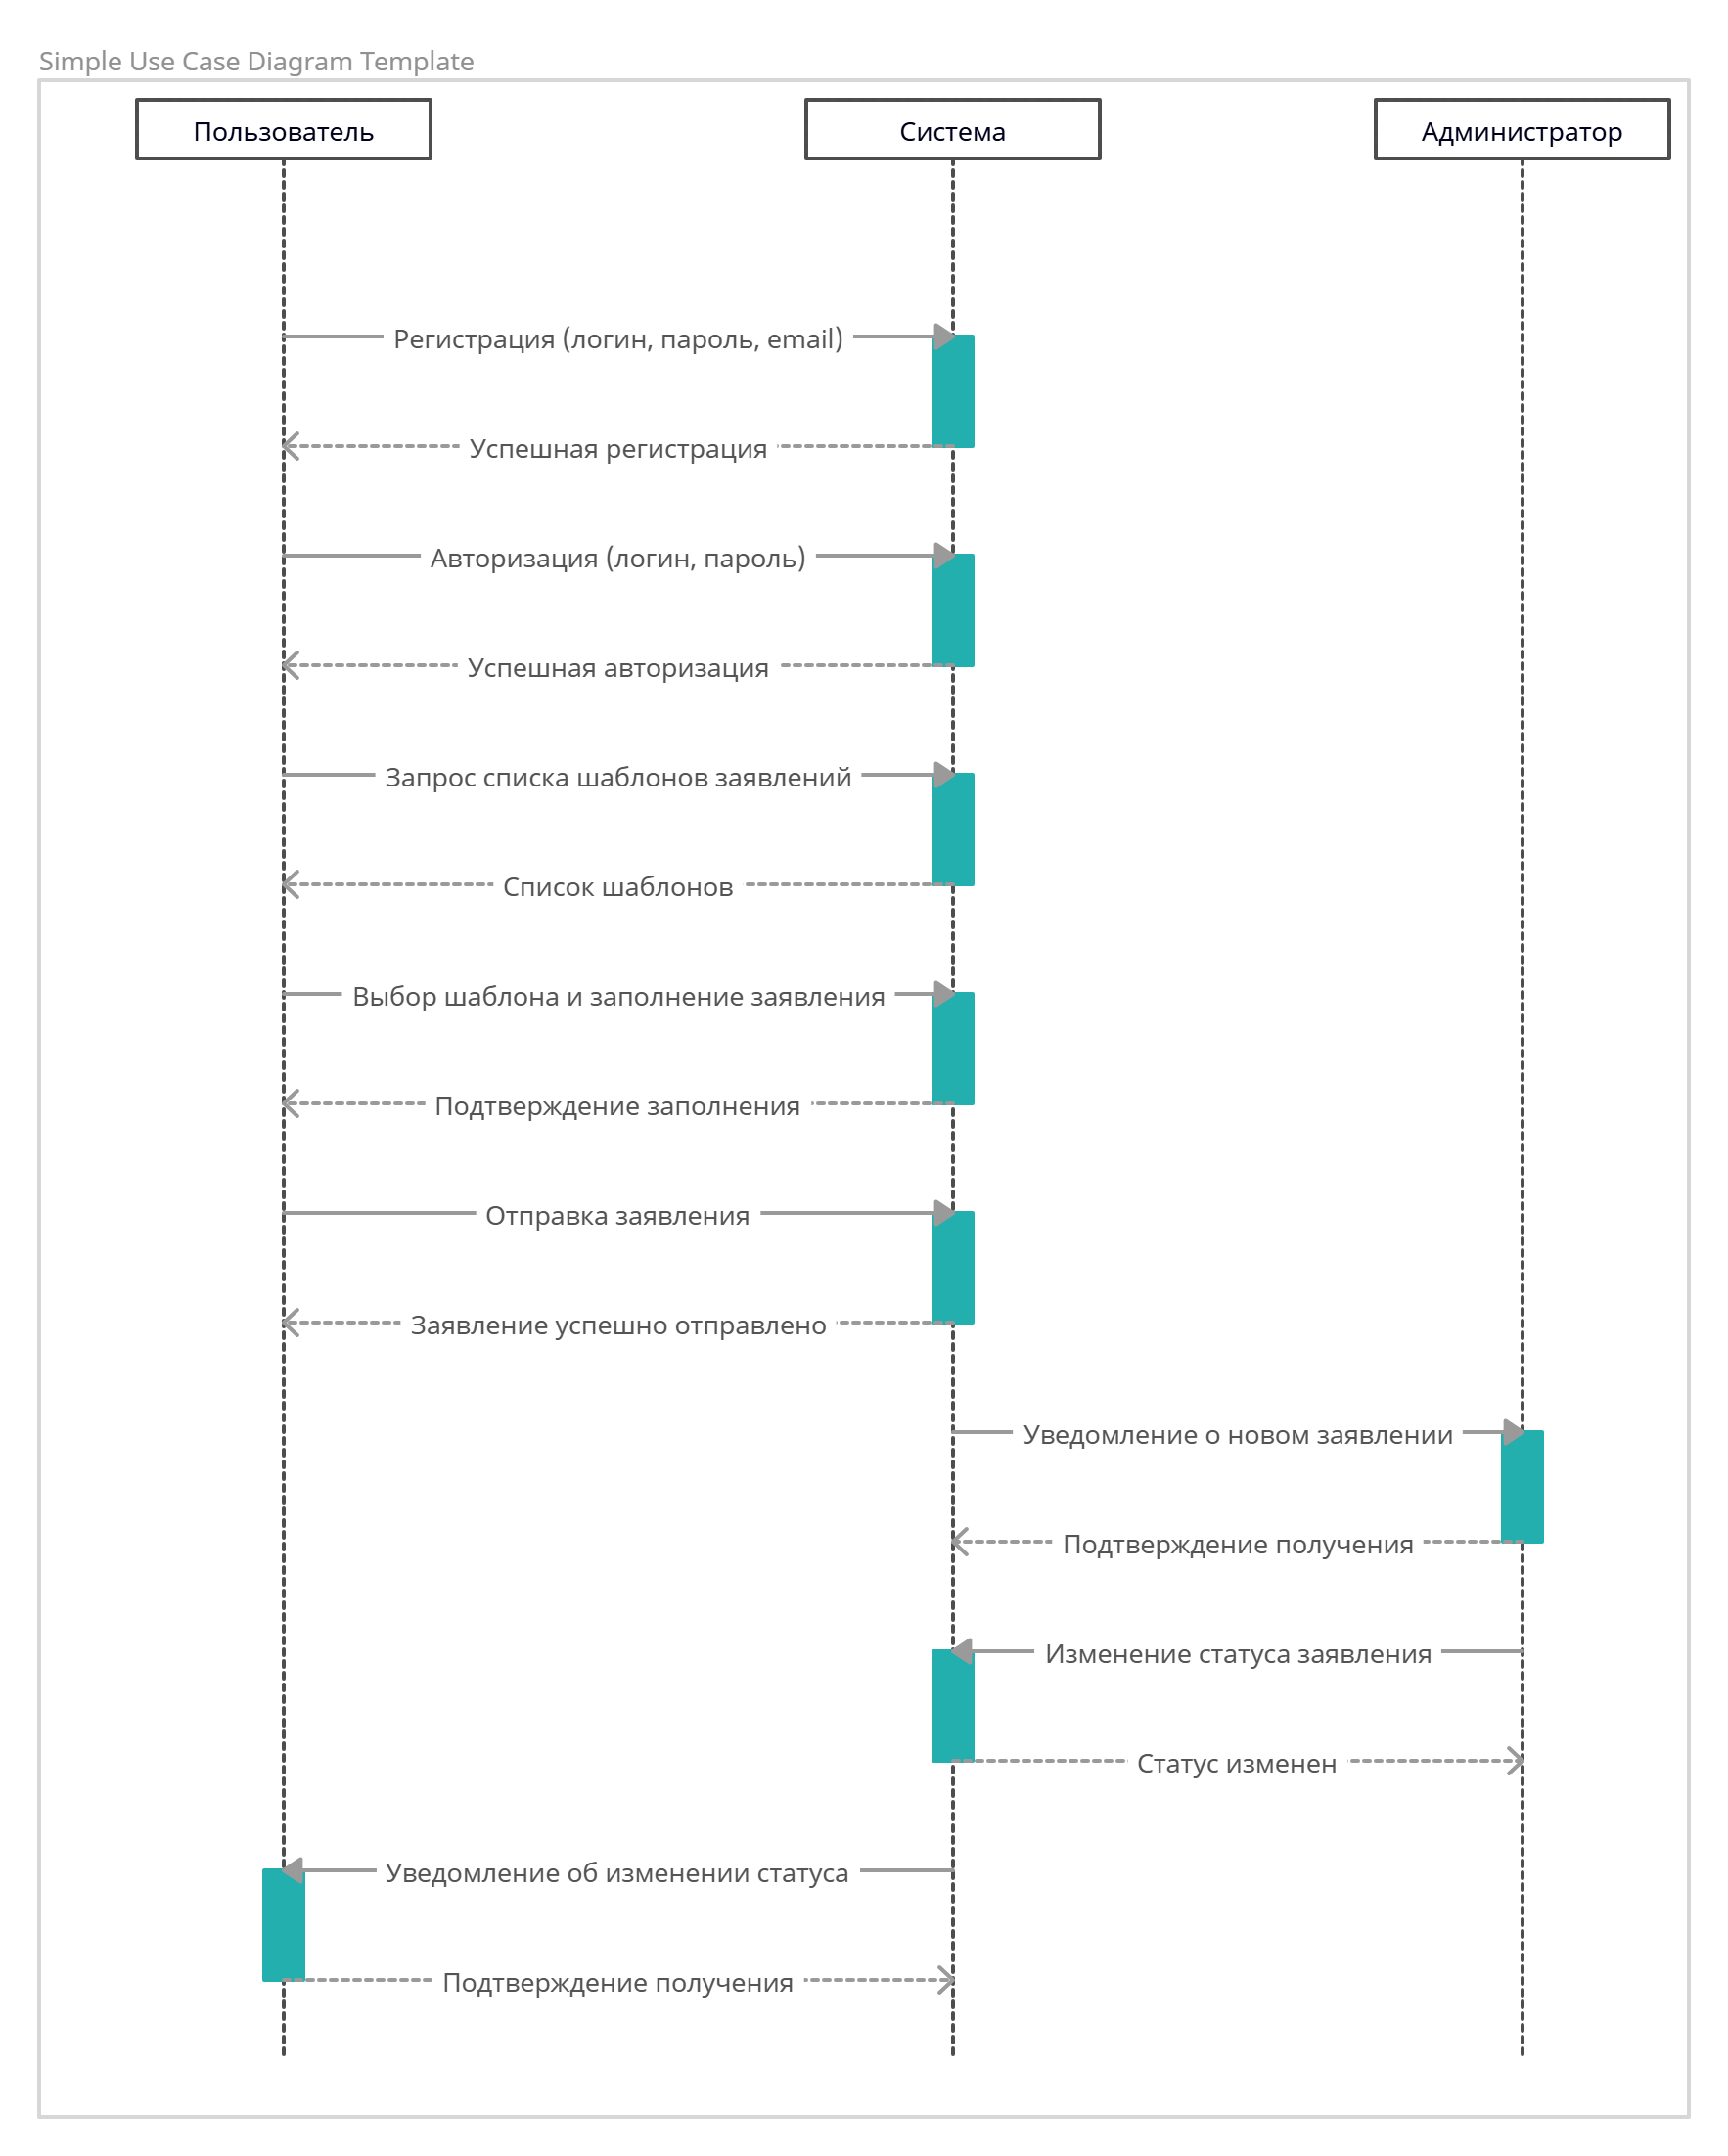 Simple Use Case Diagram Template
Пользователь
Система
Администратор
Регистрация (логин, пароль, email)
Успешная регистрация
Авторизация (логин, пароль)
Успешная авторизация
Запрос списка шаблонов заявлений
Список шаблонов
Выбор шаблона и заполнение заявления
Подтверждение заполнения
Отправка заявления
Заявление успешно отправлено
Уведомление о новом заявлении
Подтверждение получения
Изменение статуса заявления
Статус изменен
Уведомление об изменении статуса
Подтверждение получения